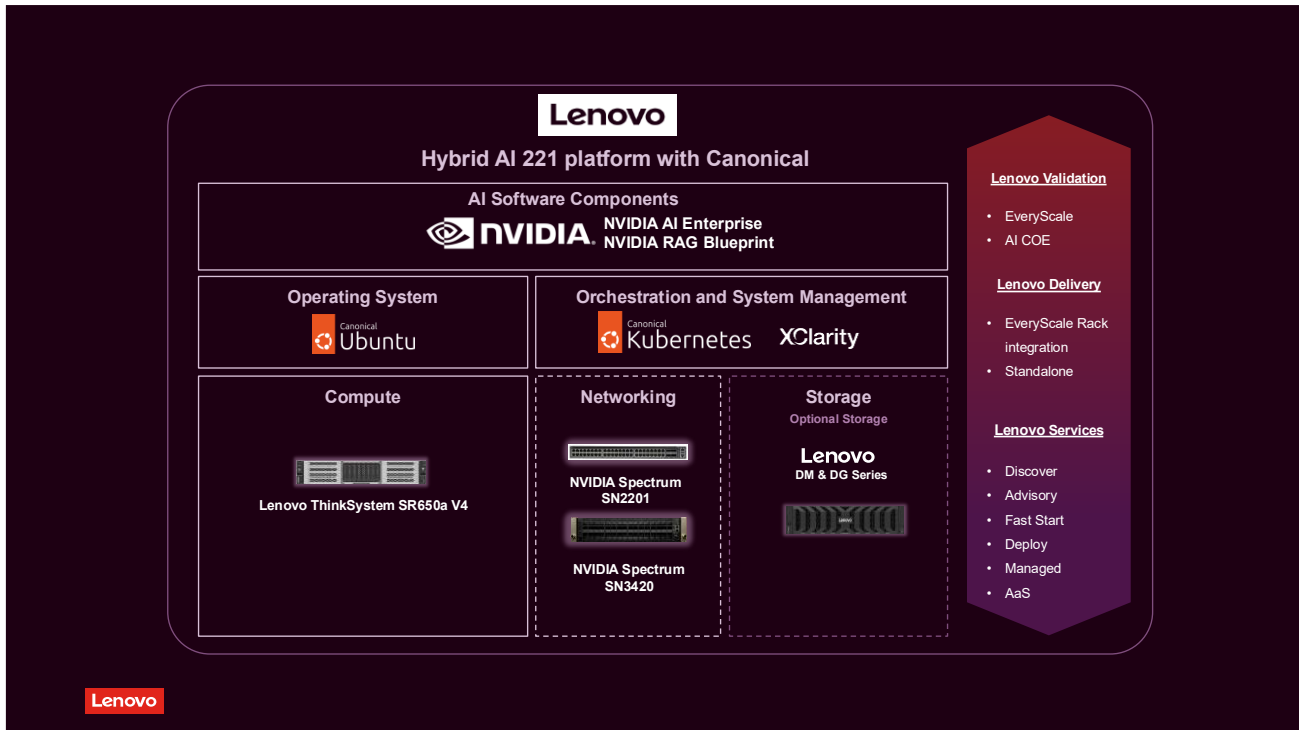 Lenovo
Hybrid AI 221 platform with Canonical
AI Software Components
NVIDIA.
NVIDIA AI Enterprise
NVIDIA RAG Blueprint
Operating System
Canonical
Ubuntu
Orchestration and System Management
Canonical
Kubernetes
XClarity
Compute
Lenovo ThinkSystem SR650a V4
Networking
NVIDIA Spectrum
SN2201
NVIDIA Spectrum
SN3420
Storage
Optional Storage
Lenovo
DM & DG Series
Lenovo
Lenovo Validation
• EveryScale
• AI COE
Lenovo Delivery
• EveryScale Rack
integration
• Standalone
Lenovo Services
• Discover
• Advisory
• Fast Start
• Deploy
• Managed
• AaS
Lenovo